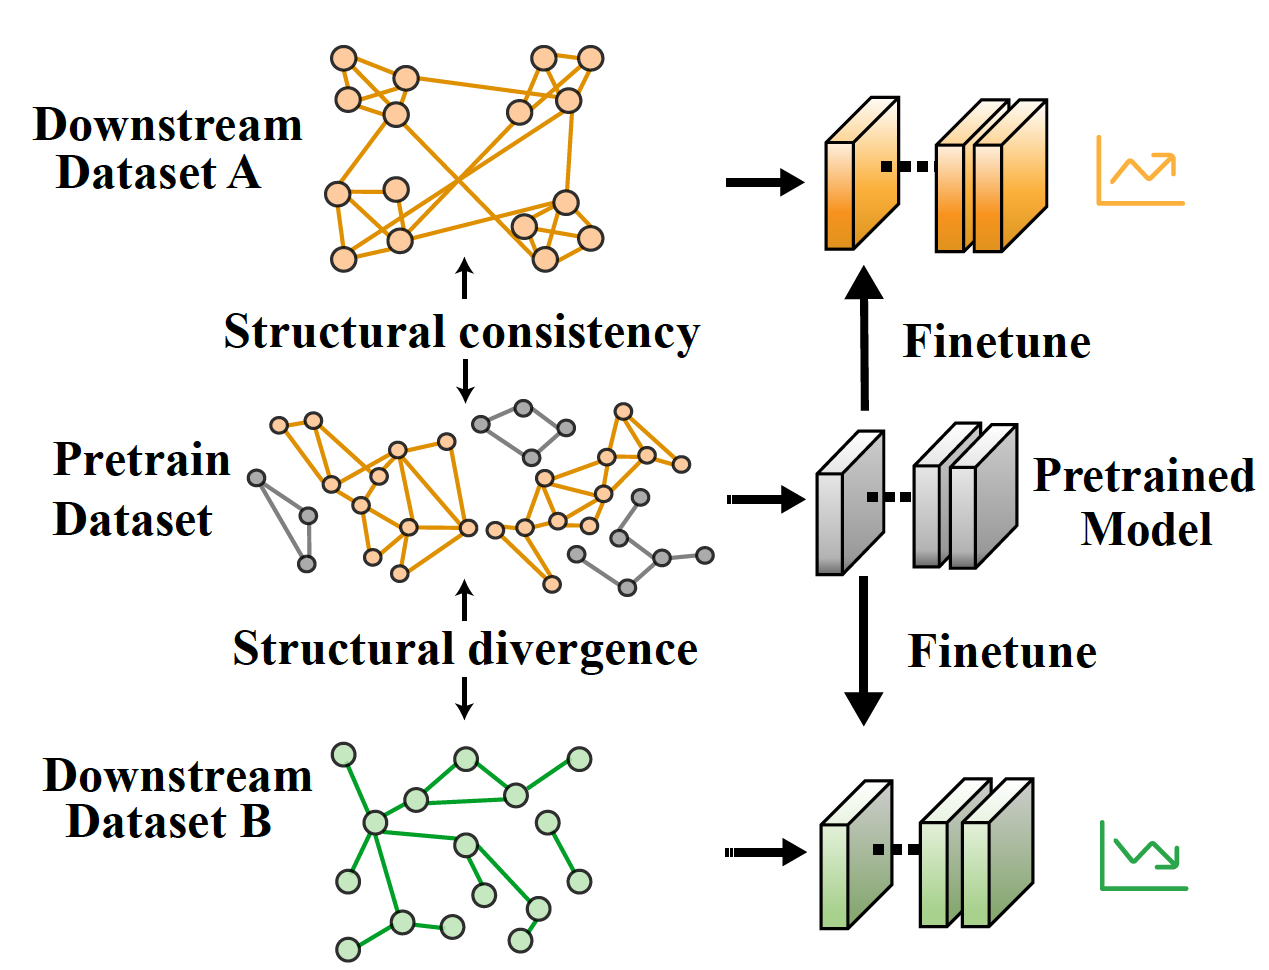 Downstream
Dataset A
Structural consistency
Finetune
Pretrain
Dataset
Pretrained
Model
Structural divergence
Finetune
Downstream
Dataset B